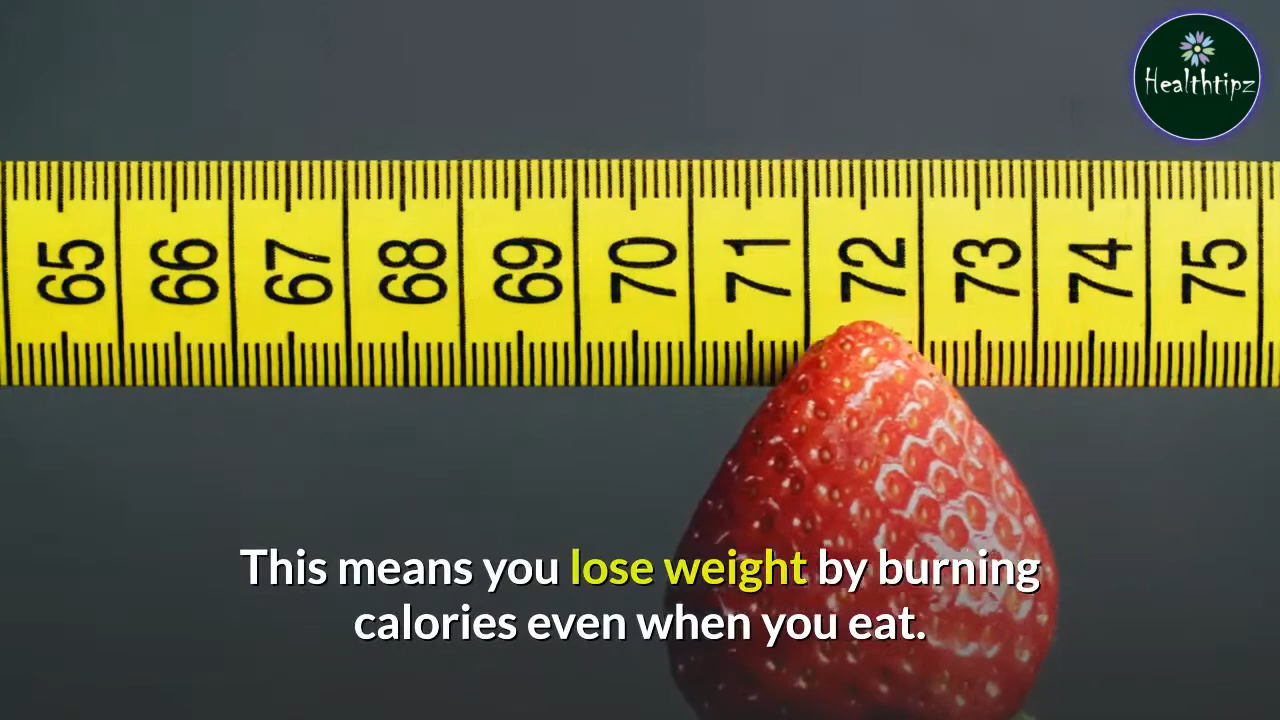 Healthtipz
65 66 67 68 69 70 71 72 73 74 75
This means you lose weight by burning
calories even when you eat.